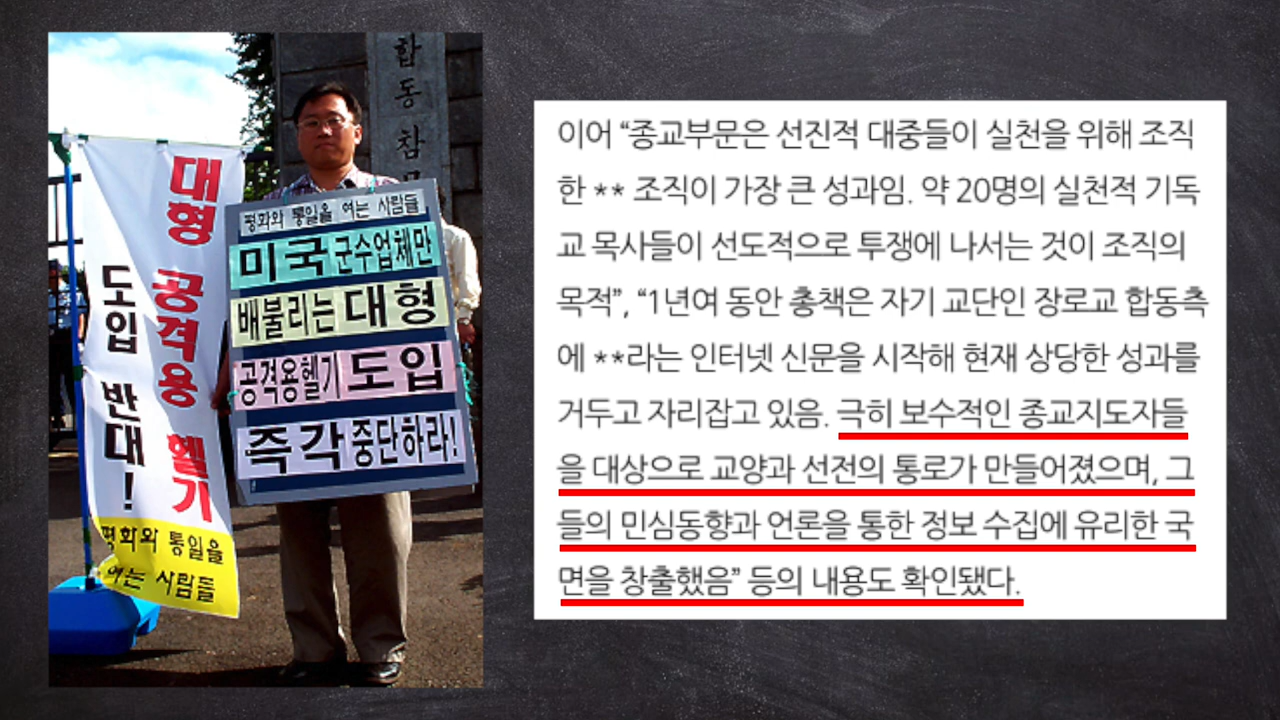 합동참
대형 공격용 헬기
도입 반대!
평화와 통일을
여는 사람들
평화와 통일을 여는 사람들
미국군수업체만
배불리는대형
공격용헬기도입
즉각중단하라!
이어 “종교부문은 선진적 대중들이 실천을 위해 조직
한 ** 조직이 가장 큰 성과임. 약 20명의 실천적 기독
교 목사들이 선도적으로 투쟁에 나서는 것이 조직의
목적”, “1년여 동안 총책은 자기 교단인 장로교 합동측
에 **라는 인터넷 신문을 시작해 현재 상당한 성과를
거두고 자리잡고 있음. 극히 보수적인 종교지도자들
을 대상으로 교양과 선전의 통로가 만들어졌으며, 그
들의 민심동향과 언론을 통한 정보 수집에 유리한 국
면을 창출했음” 등의 내용도 확인됐다.